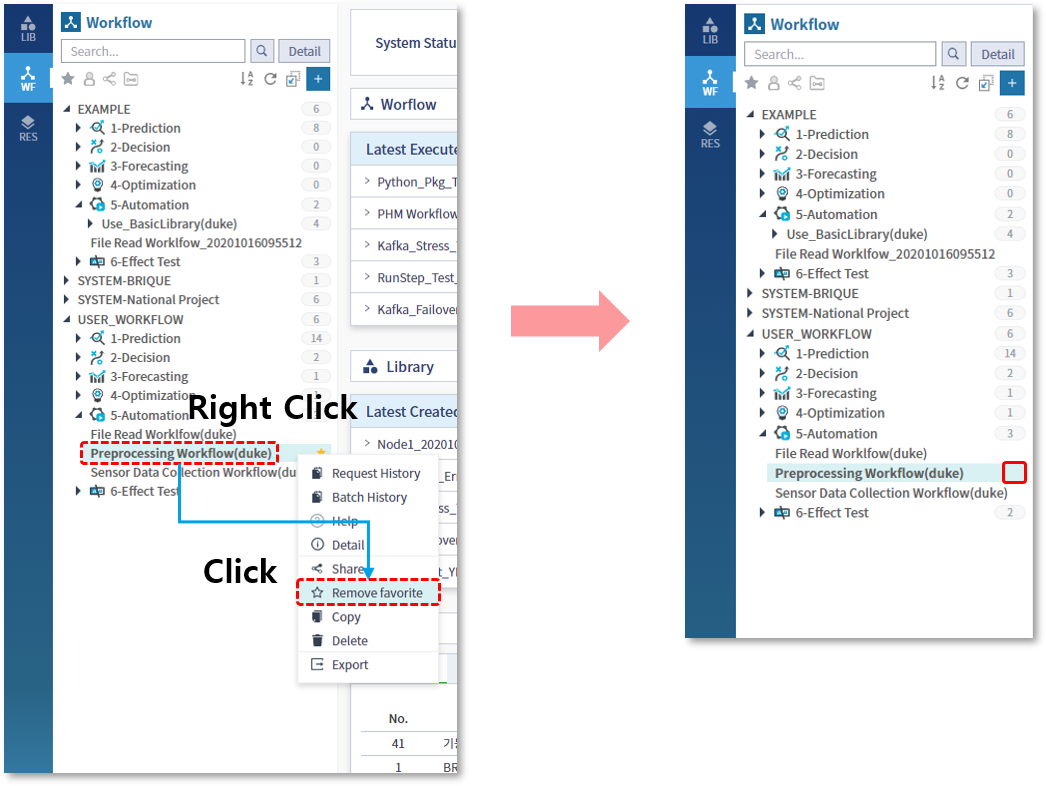 LIB
WF
RES
Workflow
Search...
Detail
EXAMPLE 6
1-Prediction 8
2-Decision 0
3-Forecasting 0
4-Optimization 0
5-Automation 2
Use_BasicLibrary(duke) 4
File Read Worklfow_20201016095512
6-Effect Test 3
SYSTEM-BRIQUE 1
SYSTEM-National Project 6
USER_WORKFLOW 6
1-Prediction 14
2-Decision 2
3-Forecasting 1
4-Optimization
5-Automation
File Read Worklfow(duke)
Preprocessing Workflow(duke)
Sensor Data Collection Workflow(du
6-Effect Test
Right Click
Click
Request History
Batch History
Help
Detail
Share
Remove favorite
Copy
Delete
Export
System Statu
Worflow
Latest Execute
Python_Pkg_T
PHM Workflow
Kafka_Stress_
RunStep_Test_
Kafka_Failover
Library
Latest Created
Node1_202010
No.
41 기
1 BR
LIB
WF
RES
Workflow
Search...
Detail
EXAMPLE 6
1-Prediction 8
2-Decision 0
3-Forecasting 0
4-Optimization 0
5-Automation 2
Use_BasicLibrary(duke) 4
File Read Worklfow_20201016095512
6-Effect Test 3
SYSTEM-BRIQUE 1
SYSTEM-National Project 6
USER_WORKFLOW 6
1-Prediction 14
2-Decision 2
3-Forecasting 1
4-Optimization 1
5-Automation 3
File Read Worklfow(duke)
Preprocessing Workflow(duke)
Sensor Data Collection Workflow(duke)
6-Effect Test 2